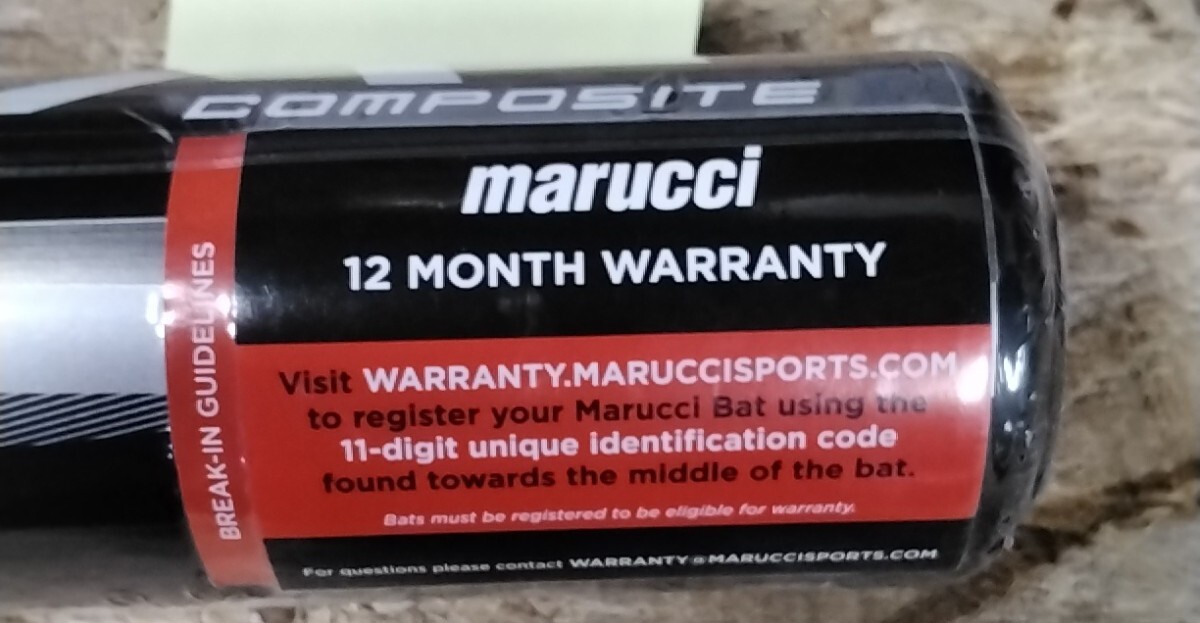 COMPOSITE
marucci
12 MONTH WARRANTY
Visit WARRANTY.MARUCCISPORTS.COM
to register your Marucci Bat using the
11-digit unique identification code
found towards the middle of the bat.
Bats must be registered to be eligible for warranty.
For questions please contact WARRANTY@MARUCCISPORTS.COM
BREAK-IN GUIDELINES